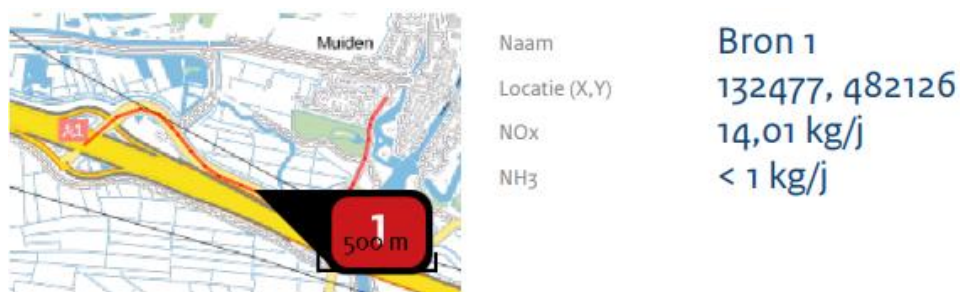 Muiden
A1
1
500 m
Naam Bron 1
Locatie (X,Y) 132477, 482126
NOx 14,01 kg/j
NH3 < 1 kg/j